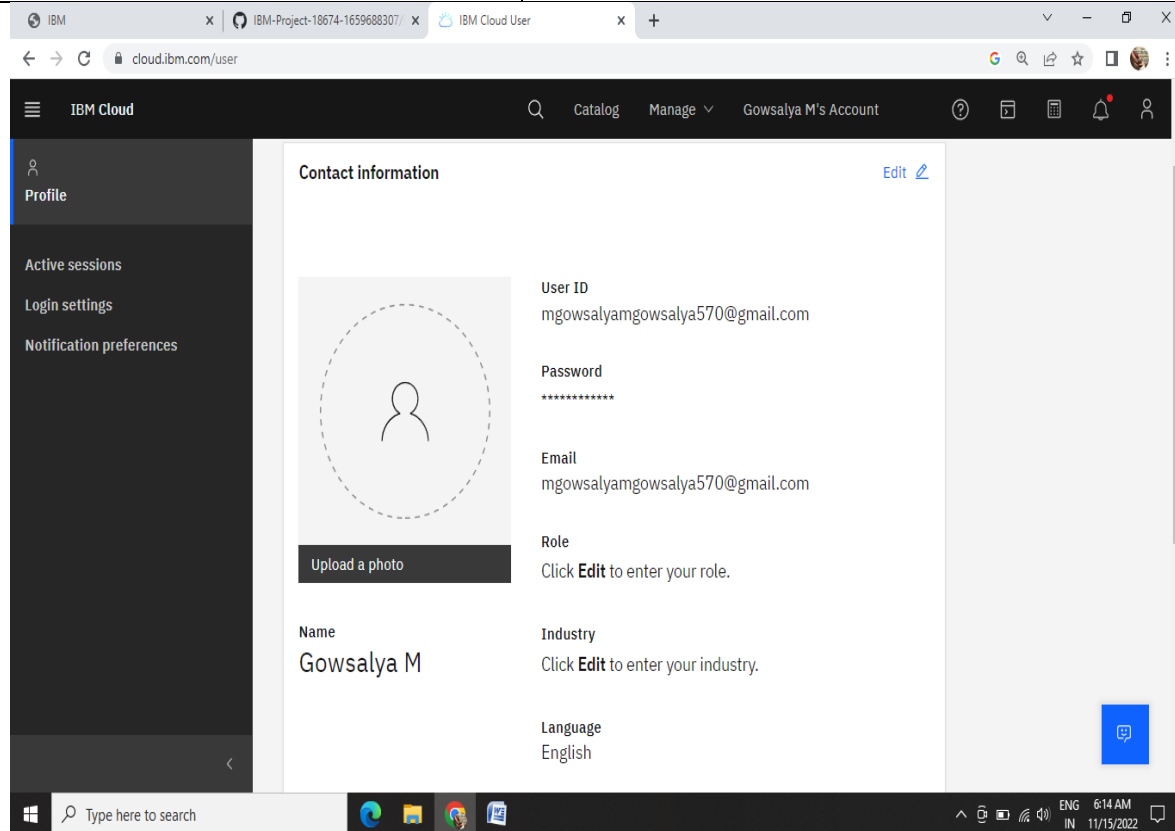 IBM
IBM-Project-18674-1659688307/
IBM Cloud User
cloud.ibm.com/user
IBM Cloud
Catalog
Manage
Gowsalya M's Account
Profile
Active sessions
Login settings
Notification preferences
Contact information
Edit
Upload a photo
Name
Gowsalya M
User ID
mgowsalyamgowsalya570@gmail.com
Password
************
Email
mgowsalyamgowsalya570@gmail.com
Role
Click Edit to enter your role.
Industry
Click Edit to enter your industry.
Language
English
Type here to search
ENG
IN
6:14 AM
11/15/2022